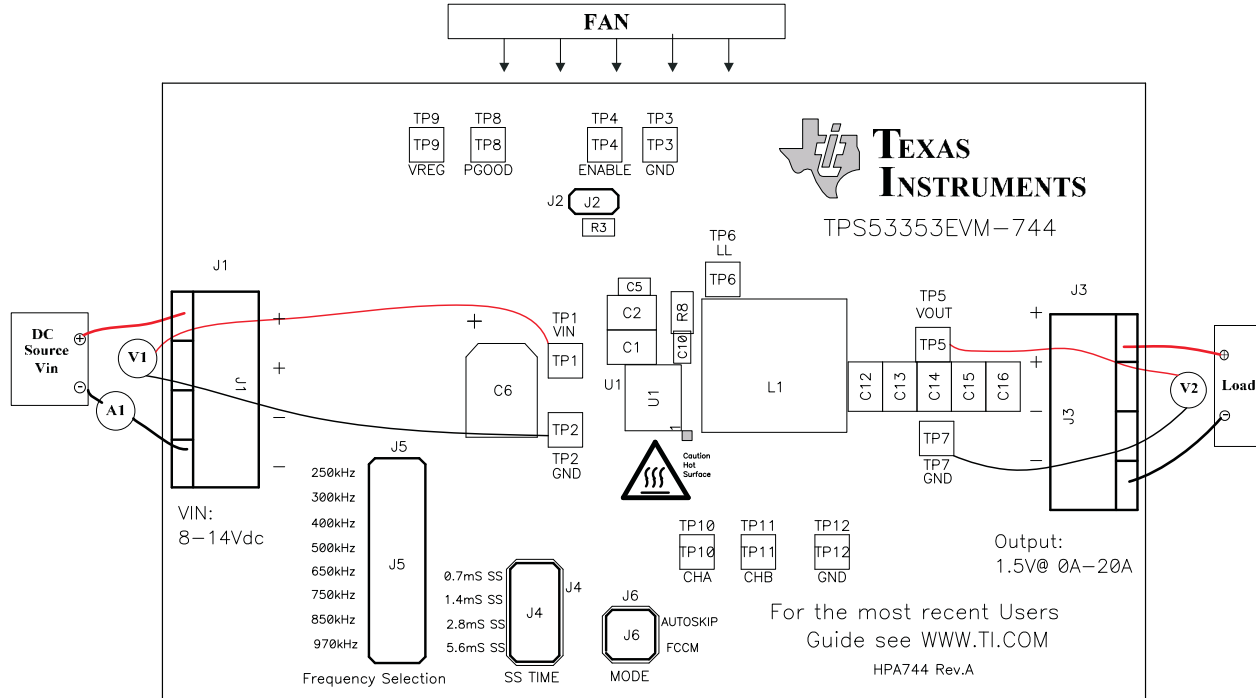 FAN
TP9
TP8
TP4
TP3
TP9
TP8
TP4
TP3
VREG
PGOOD
ENABLE
GND
TEXAS
INSTRUMENTS
TPS53353EVM-744
J2
J2
R3
TP6
LL
TP6
J1
DC
Source
Vin
+
-
V1
A1
J1
+
+
-
-
VIN:
8-14Vdc
TP1
VIN
TP1
+
C6
TP2
TP2
GND
C5
C2
C1
R8
C10
U1
U1
1
L1
Caution
Hot
Surface
TP5
VOUT
TP5
C12
C13
C14
C15
C16
TP7
TP7
GND
J3
+
+
-
-
J3
V2
+
Load
-
Output:
1.5V@ 0A-20A
J5
250kHz
300kHz
400kHz
500kHz
650kHz
750kHz
850kHz
970kHz
J5
Frequency Selection
0.7mS SS
1.4mS SS
2.8mS SS
5.6mS SS
J4
J4
SS TIME
J6
J6
AUTOSKIP
FCCM
MODE
TP10
TP11
TP12
TP10
TP11
TP12
CHA
CHB
GND
For the most recent Users
Guide see WWW.TI.COM
HPA744 Rev.A